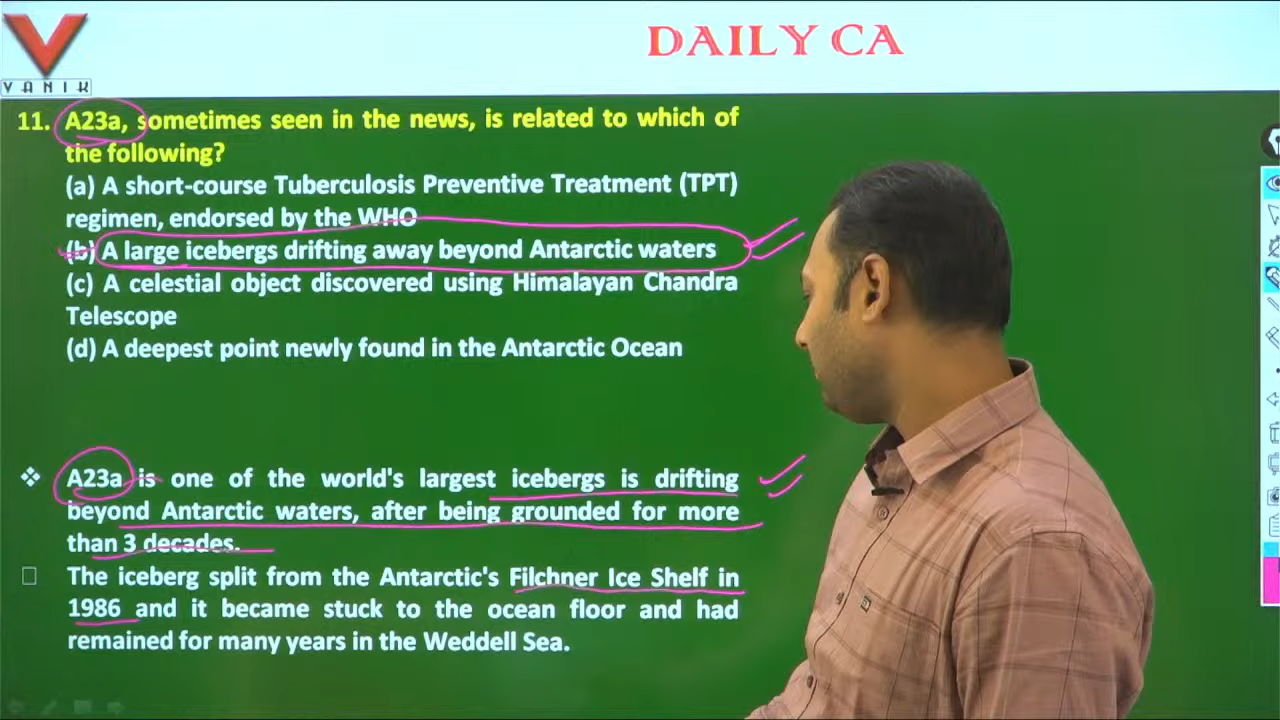 DAILY CA
VANIK
11. A23a, sometimes seen in the news, is related to which of
the following?
(a) A short-course Tuberculosis Preventive Treatment (TPT)
regimen, endorsed by the WHO
(b) A large icebergs drifting away beyond Antarctic waters
(c) A celestial object discovered using Himalayan Chandra
Telescope
(d) A deepest point newly found in the Antarctic Ocean
❖ A23a is one of the world's largest icebergs is drifting
beyond Antarctic waters, after being grounded for more
than 3 decades.
The iceberg split from the Antarctic's Filchner Ice Shelf in
1986 and it became stuck to the ocean floor and had
remained for many years in the Weddell Sea.